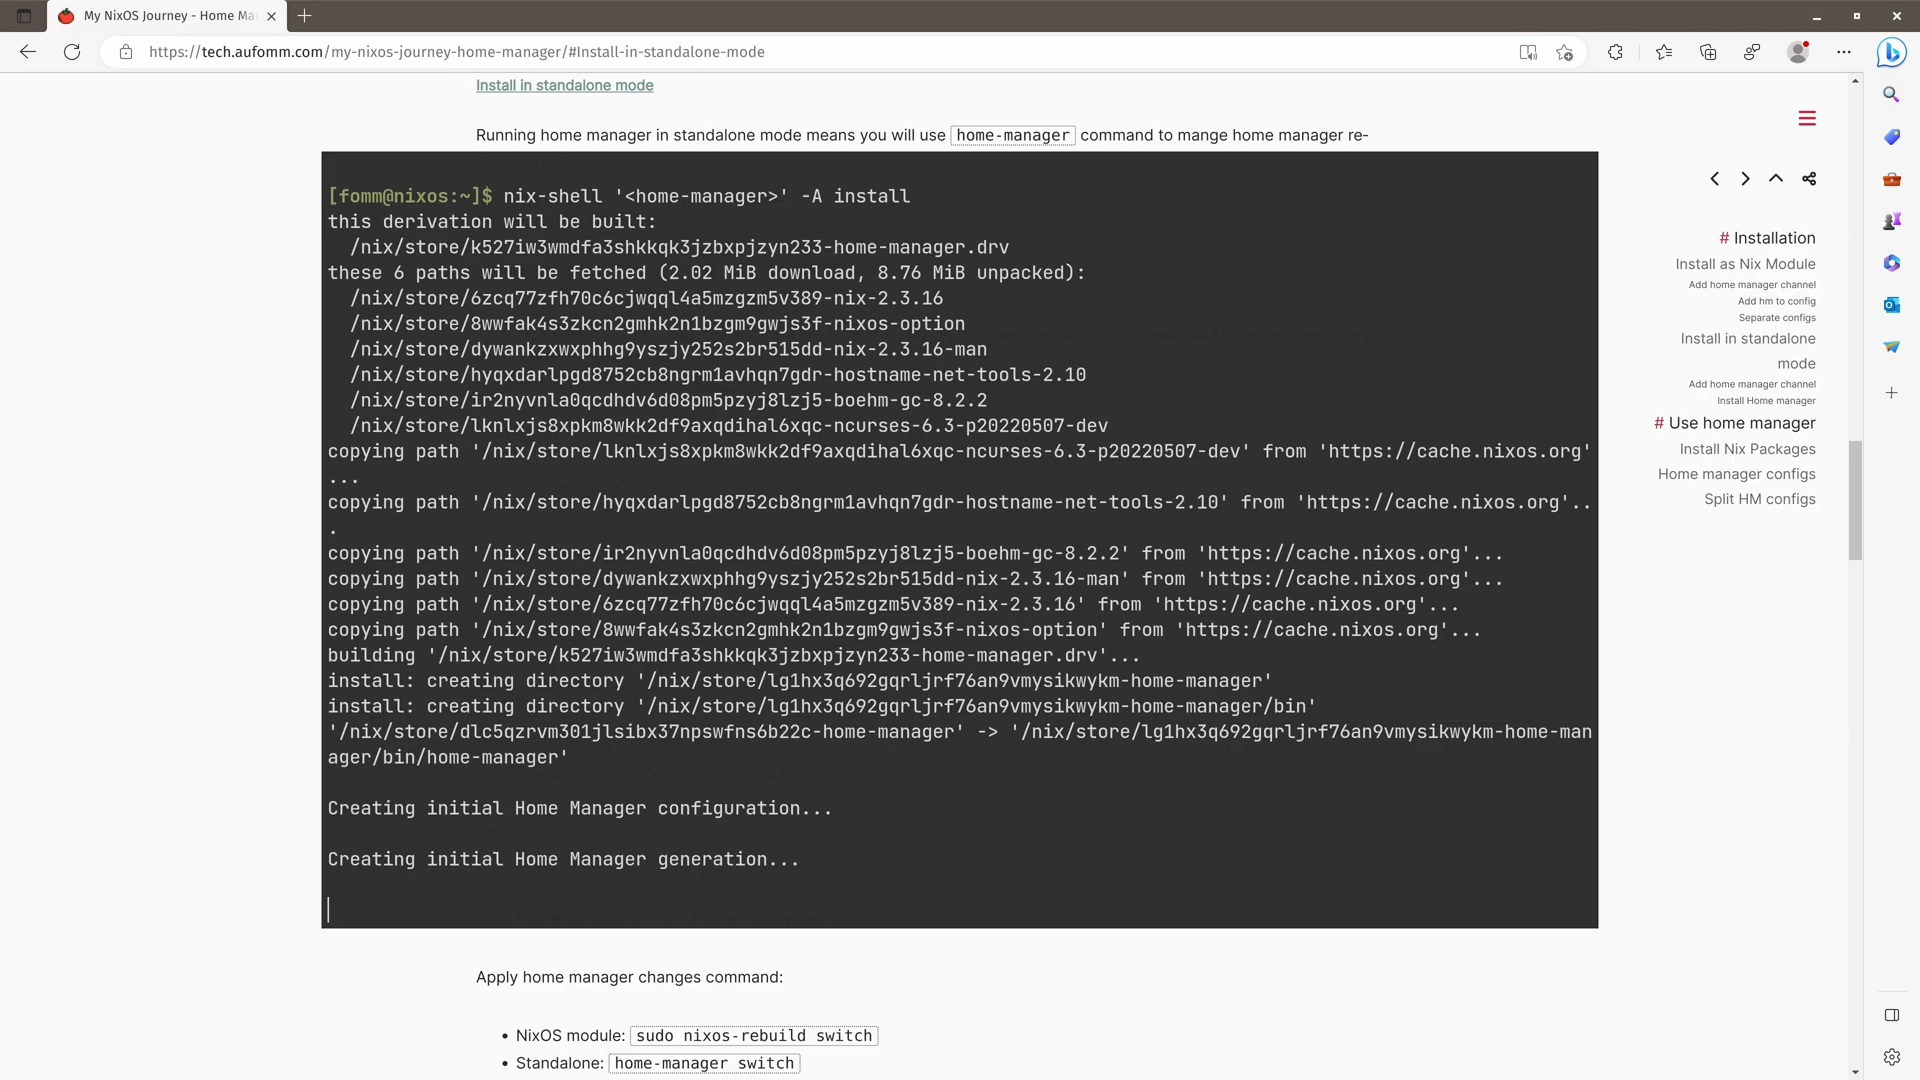 My NixOS Journey - Home Ma
https://tech.aufomm.com/my-nixos-journey-home-manager/#Install-in-standalone-mode
Install in standalone mode
Running home manager in standalone mode means you will use home-manager command to mange home manager re-
[fomm@nixos:~]$ nix-shell '<home-manager>' -A install
this derivation will be built:
/nix/store/k527iw3wmdfa3shkkqk3jzbxpjzyn233-home-manager.drv
these 6 paths will be fetched (2.02 MiB download, 8.76 MiB unpacked):
/nix/store/6zcq77zfh70c6cjwqql4a5mzgzm5v389-nix-2.3.16
/nix/store/8wwfak4s3zkcn2gmhk2n1bzgm9gwjs3f-nixos-option
/nix/store/dywankzxwxphhg9yszjy252s2br515dd-nix-2.3.16-man
/nix/store/hyqxdarlpgd8752cb8ngrm1avhqn7gdr-hostname-net-tools-2.10
/nix/store/ir2nyvnla0qcdhdv6d08pm5pzyj8lzj5-boehm-gc-8.2.2
/nix/store/lknlxjs8xpkm8wkk2df9axqdihal6xqc-ncurses-6.3-p20220507-dev
copying path '/nix/store/lknlxjs8xpkm8wkk2df9axqdihal6xqc-ncurses-6.3-p20220507-dev' from 'https://cache.nixos.org'
...
copying path '/nix/store/hyqxdarlpgd8752cb8ngrm1avhqn7gdr-hostname-net-tools-2.10' from 'https://cache.nixos.org'..
.
copying path '/nix/store/ir2nyvnla0qcdhdv6d08pm5pzyj8lzj5-boehm-gc-8.2.2' from 'https://cache.nixos.org'...
copying path '/nix/store/dywankzxwxphhg9yszjy252s2br515dd-nix-2.3.16-man' from 'https://cache.nixos.org'...
copying path '/nix/store/6zcq77zfh70c6cjwqql4a5mzgzm5v389-nix-2.3.16' from 'https://cache.nixos.org'...
copying path '/nix/store/8wwfak4s3zkcn2gmhk2n1bzgm9gwjs3f-nixos-option' from 'https://cache.nixos.org'...
building '/nix/store/k527iw3wmdfa3shkkqk3jzbxpjzyn233-home-manager.drv'...
install: creating directory '/nix/store/lg1hx3q692gqrljrf76an9vmysikwykm-home-manager'
install: creating directory '/nix/store/lg1hx3q692gqrljrf76an9vmysikwykm-home-manager/bin'
'/nix/store/dlc5qzrvm301jlsibx37npswfns6b22c-home-manager' -> '/nix/store/lg1hx3q692gqrljrf76an9vmysikwykm-home-man
ager/bin/home-manager'
Creating initial Home Manager configuration...
Creating initial Home Manager generation...
Apply home manager changes command:
• NixOS module: sudo nixos-rebuild switch
• Standalone: home-manager switch
# Installation
Install as Nix Module
Add home manager channel
Add hm to config
Separate configs
Install in standalone
mode
Add home manager channel
Install Home manager
# Use home manager
Install Nix Packages
Home manager configs
Split HM configs